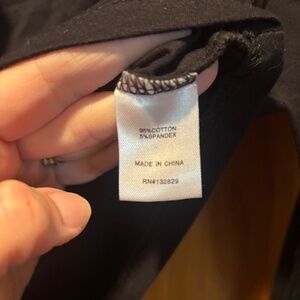 95%COTTON
5%SPANDEX
MADE IN CHINA
RN#132829